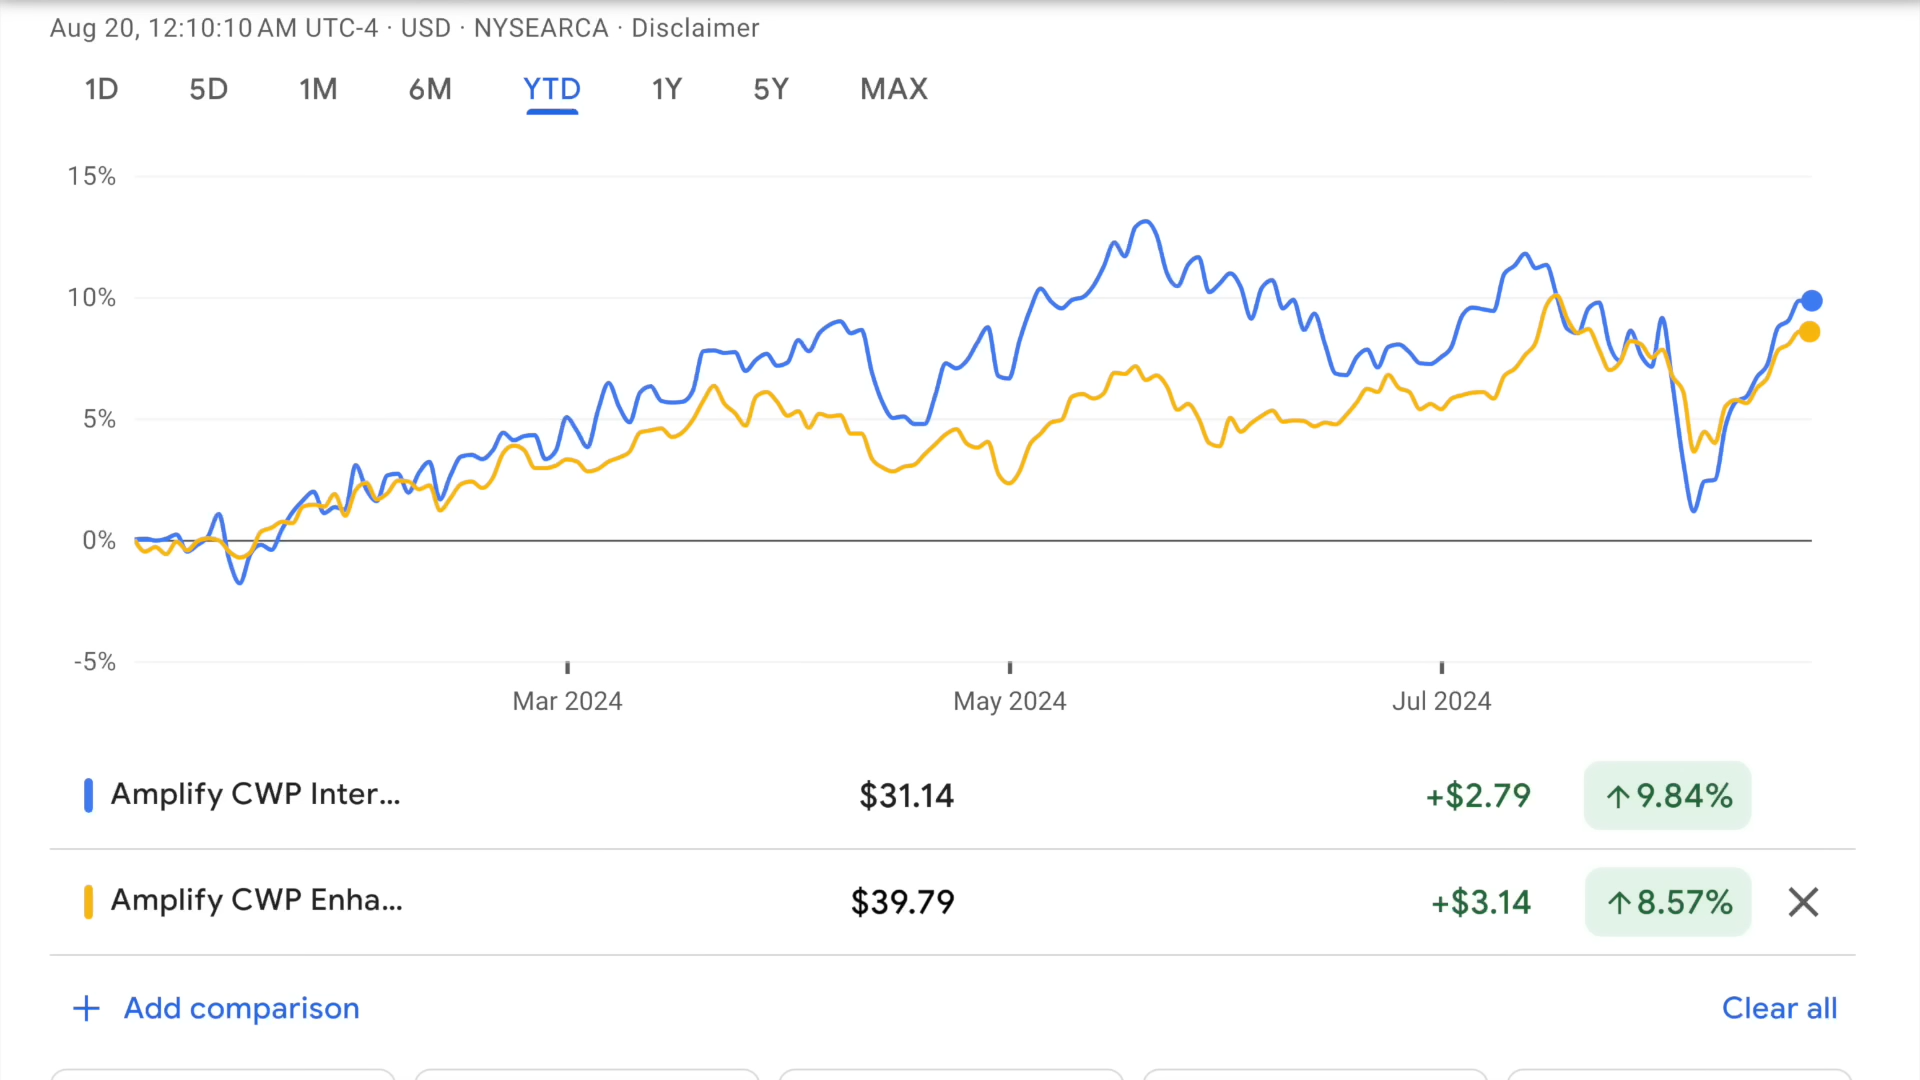 Aug 20, 12:10:10 AM UTC-4 · USD · NYSEARCA · Disclaimer
1D 5D 1M 6M YTD 1Y 5Y MAX
15%
10%
5%
0%
-5%
Mar 2024 May 2024 Jul 2024
Amplify CWP Inter... $31.14 +$2.79 ↑9.84%
Amplify CWP Enha... $39.79 +$3.14 ↑8.57%
+ Add comparison Clear all